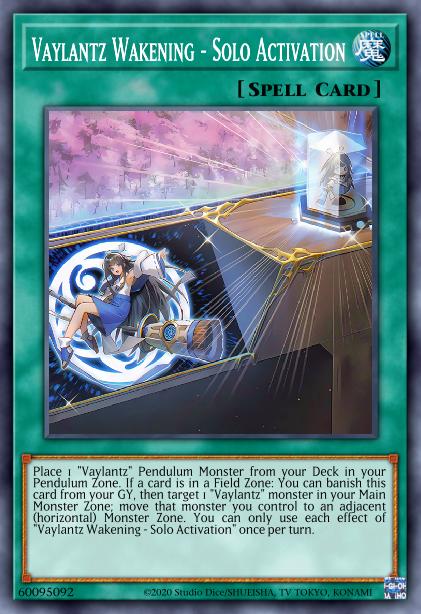 Vaylantz Wakening - Solo Activation
SPELL
魔
[Spell Card]
Place 1 "Vaylantz" Pendulum Monster from your Deck in your
Pendulum Zone. If a card is in a Field Zone: You can banish this
card from your GY, then target 1 "Vaylantz" monster in your Main
Monster Zone; move that monster you control to an adjacent
(horizontal) Monster Zone. You can only use each effect of
"Vaylantz Wakening - Solo Activation" once per turn.
60095092
©2020 Studio Dice/SHUEISHA, TV TOKYO, KONAMI